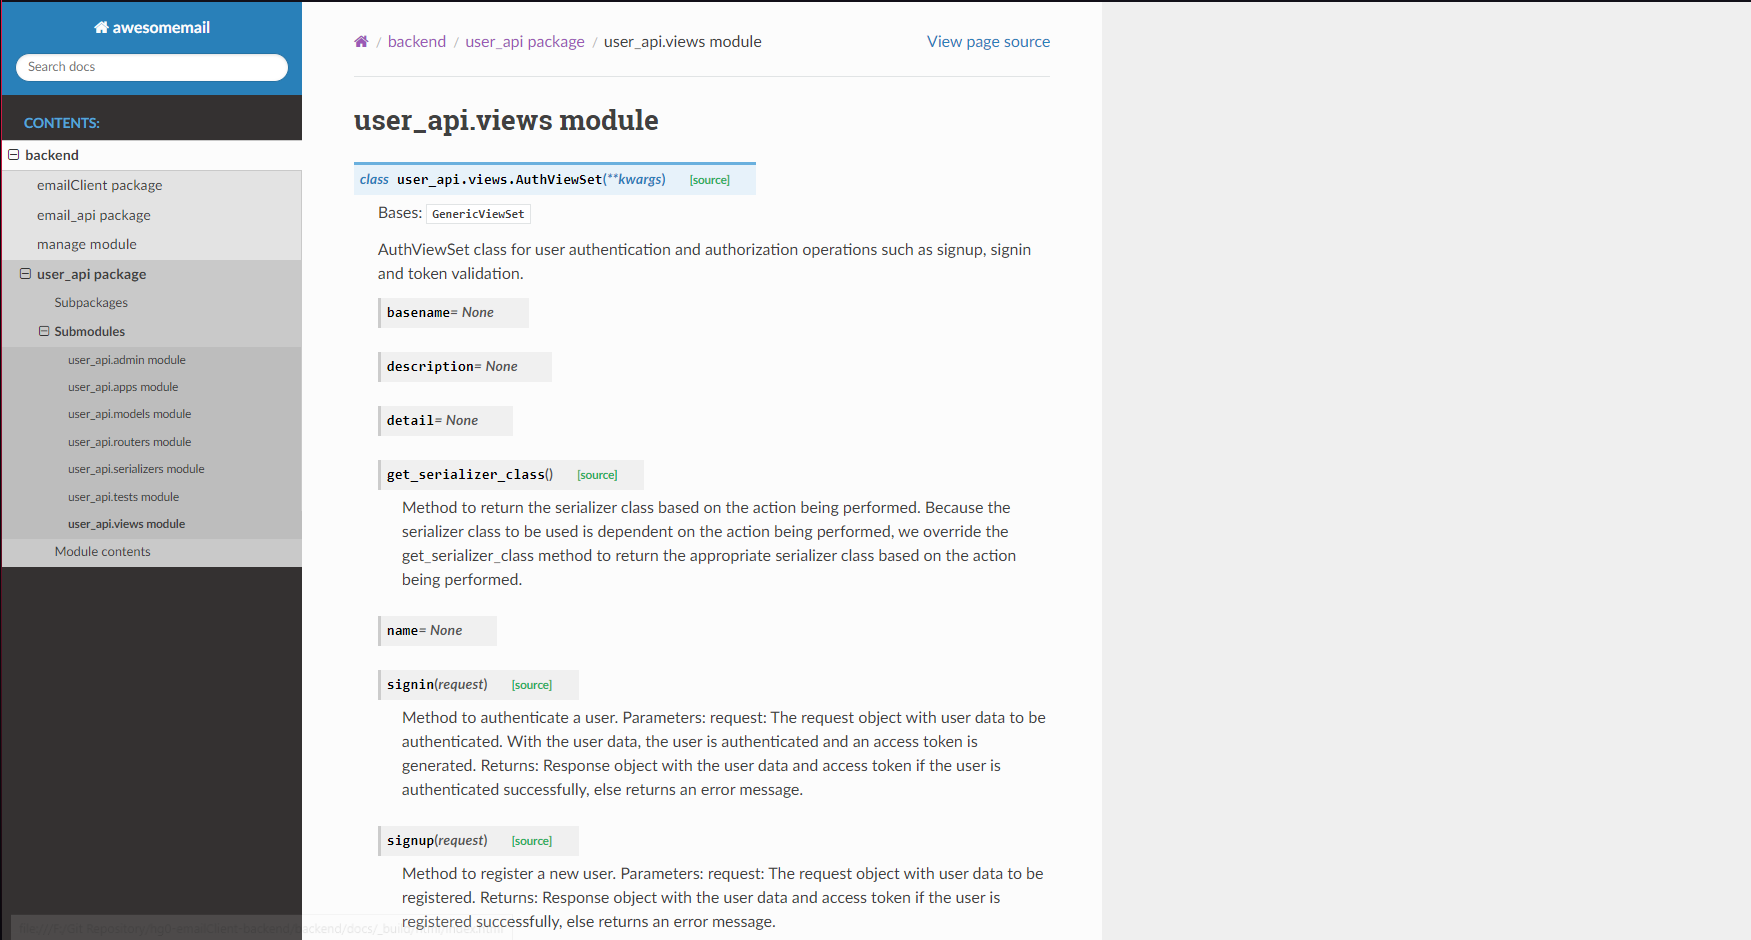 awesomemail
Search docs
CONTENTS:
backend
emailClient package
email_api package
manage module
user_api package
Subpackages
Submodules
user_api.admin module
user_api.apps module
user_api.models module
user_api.routers module
user_api.serializers module
user_api.tests module
user_api.views module
Module contents
/ backend / user_api package / user_api.views module
View page source
user_api.views module
class user_api.views.AuthViewSet(**kwargs) [source]
Bases: GenericViewSet
AuthViewSet class for user authentication and authorization operations such as signup, signin
and token validation.
basename= None
description= None
detail= None
get_serializer_class() [source]
Method to return the serializer class based on the action being performed. Because the
serializer class to be used is dependent on the action being performed, we override the
get_serializer_class method to return the appropriate serializer class based on the action
being performed.
name= None
signin(request) [source]
Method to authenticate a user. Parameters: request: The request object with user data to be
authenticated. With the user data, the user is authenticated and an access token is
generated. Returns: Response object with the user data and access token if the user is
authenticated successfully, else returns an error message.
signup(request) [source]
Method to register a new user. Parameters: request: The request object with user data to be
registered. Returns: Response object with the user data and access token if the user is
registered successfully, else returns an error message.